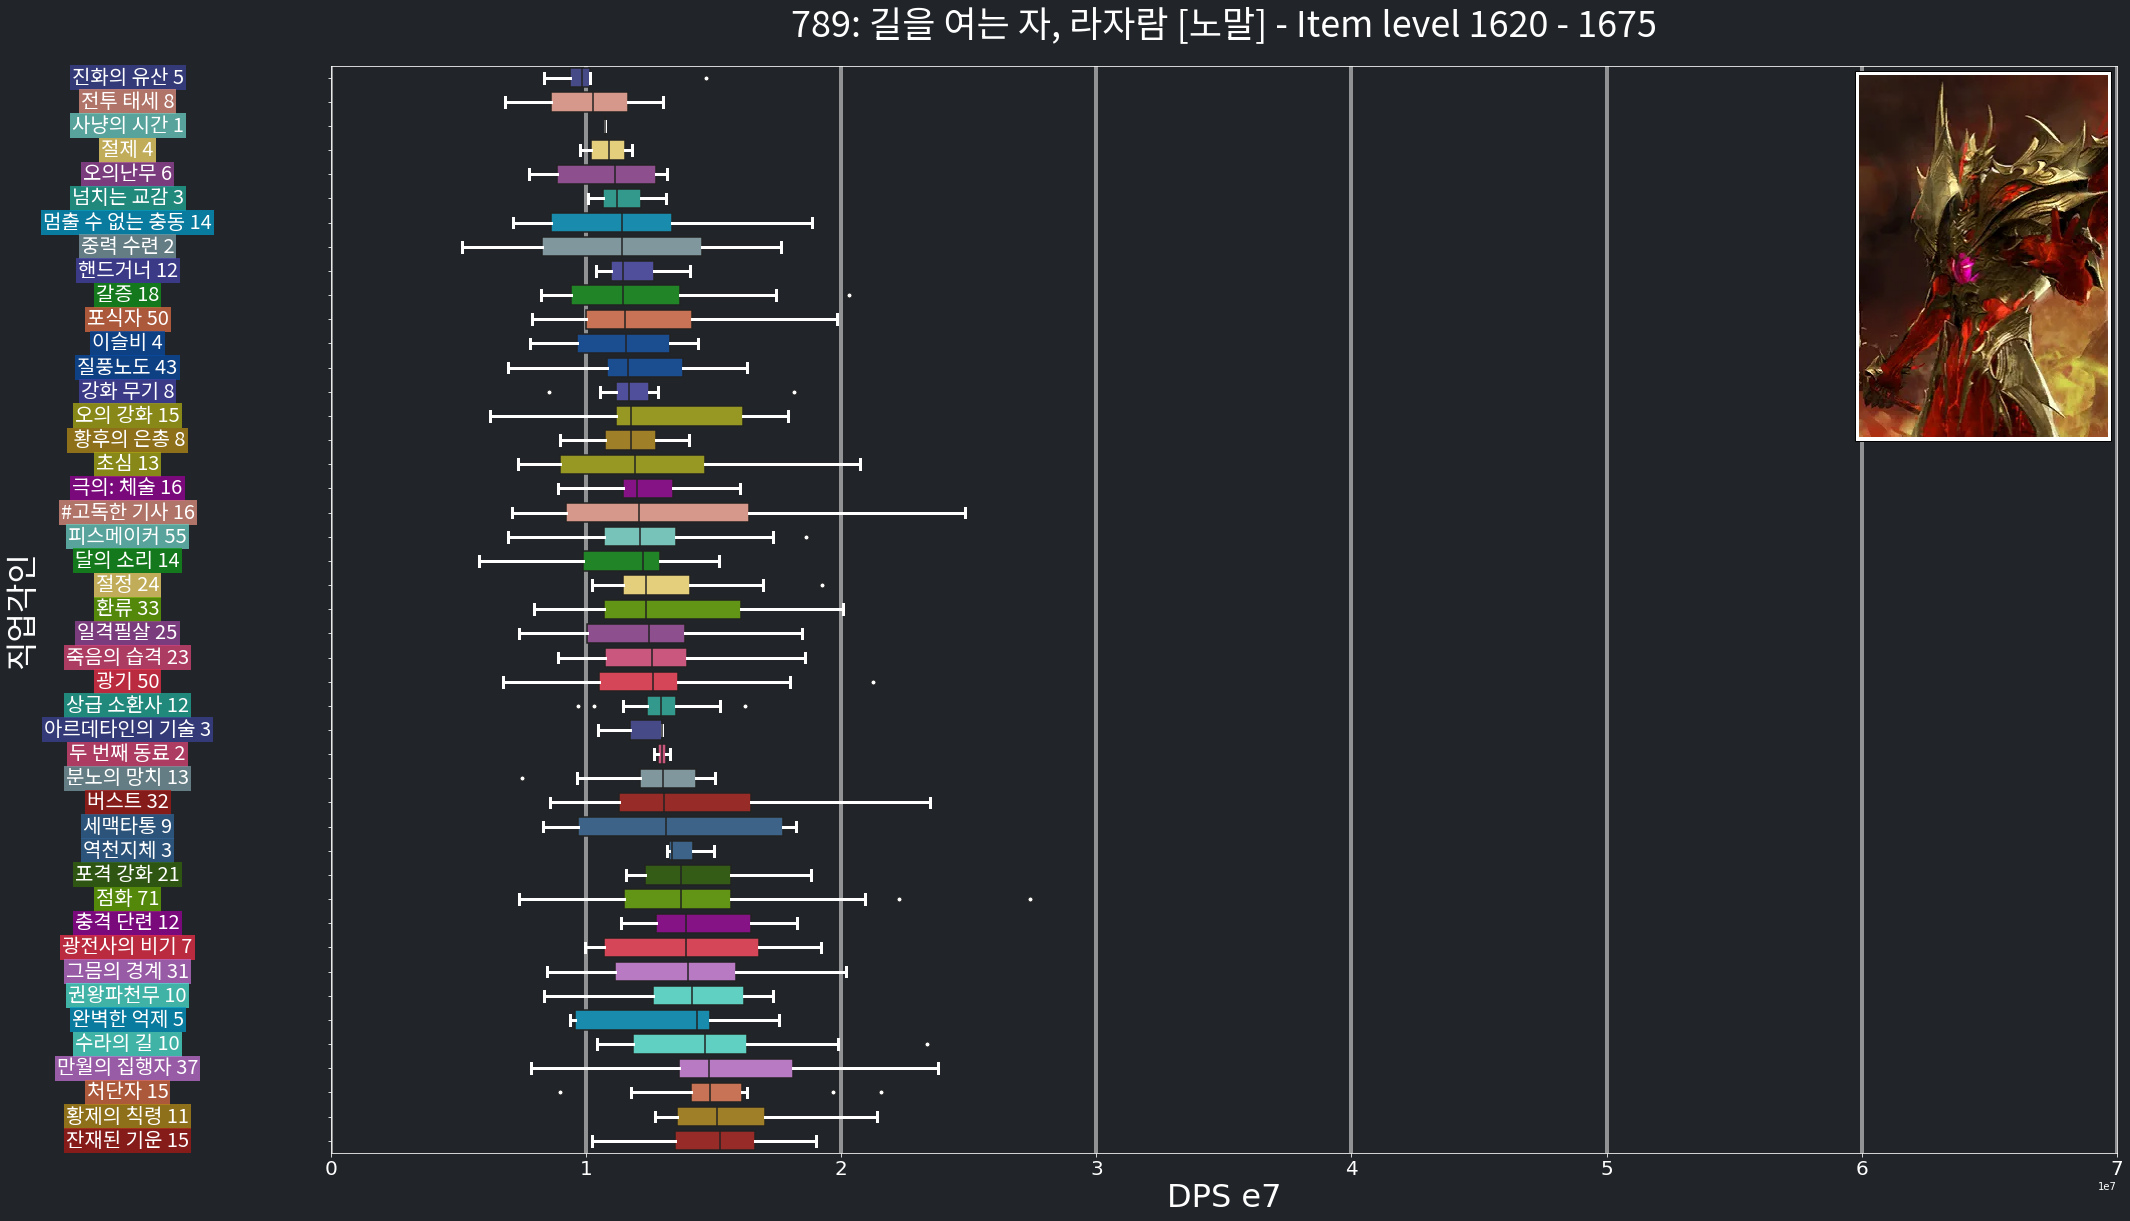 789: 길을 여는 자, 라자람 [노말] - Item level 1620 - 1675
진화의 유산 5
전투 태세 8
사냥의 시간 1
절제 4
오의난무 6
넘치는 교감 3
멈출 수 없는 충동 14
중력 수련 2
핸드거너 12
갈증 18
포식자 50
이슬비 4
질풍노도 43
강화 무기 8
오의 강화 15
황후의 은총 8
초심 13
극의: 체술 16
#고독한 기사 16
피스메이커 55
달의 소리 14
절정 24
환류 33
일격필살 25
죽음의 습격 23
광기 50
상급 소환사 12
아르데타인의 기술 3
두 번째 동료 2
분노의 망치 13
버스트 32
세맥타통 9
역천지체 3
포격 강화 21
점화 71
충격 단련 12
광전사의 비기 7
그믐의 경계 31
권왕파천무 10
완벽한 억제 5
수라의 길 10
만월의 집행자 37
처단자 15
황제의 칙령 11
잔재된 기운 15
직업각인
0 1 2 3 4 5 6 7
1e7
DPS e7